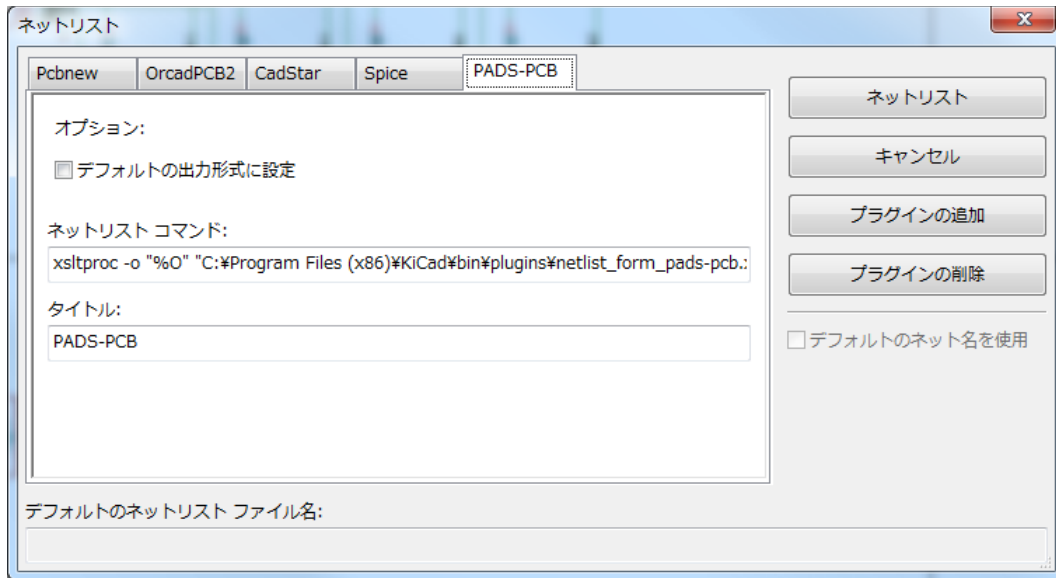 ネットリスト
Pcbnew
OrcadPCB2
CadStar
Spice
PADS-PCB
オプション:
デフォルトの出力形式に設定
ネットリスト コマンド:
xsltproc -o "%O" "C:¥Program Files (x86)¥KiCad¥bin¥plugins¥netlist_form_pads-pcb.
タイトル:
PADS-PCB
ネットリスト
キャンセル
プラグインの追加
プラグインの削除
デフォルトのネット名を使用
デフォルトのネットリスト ファイル名: